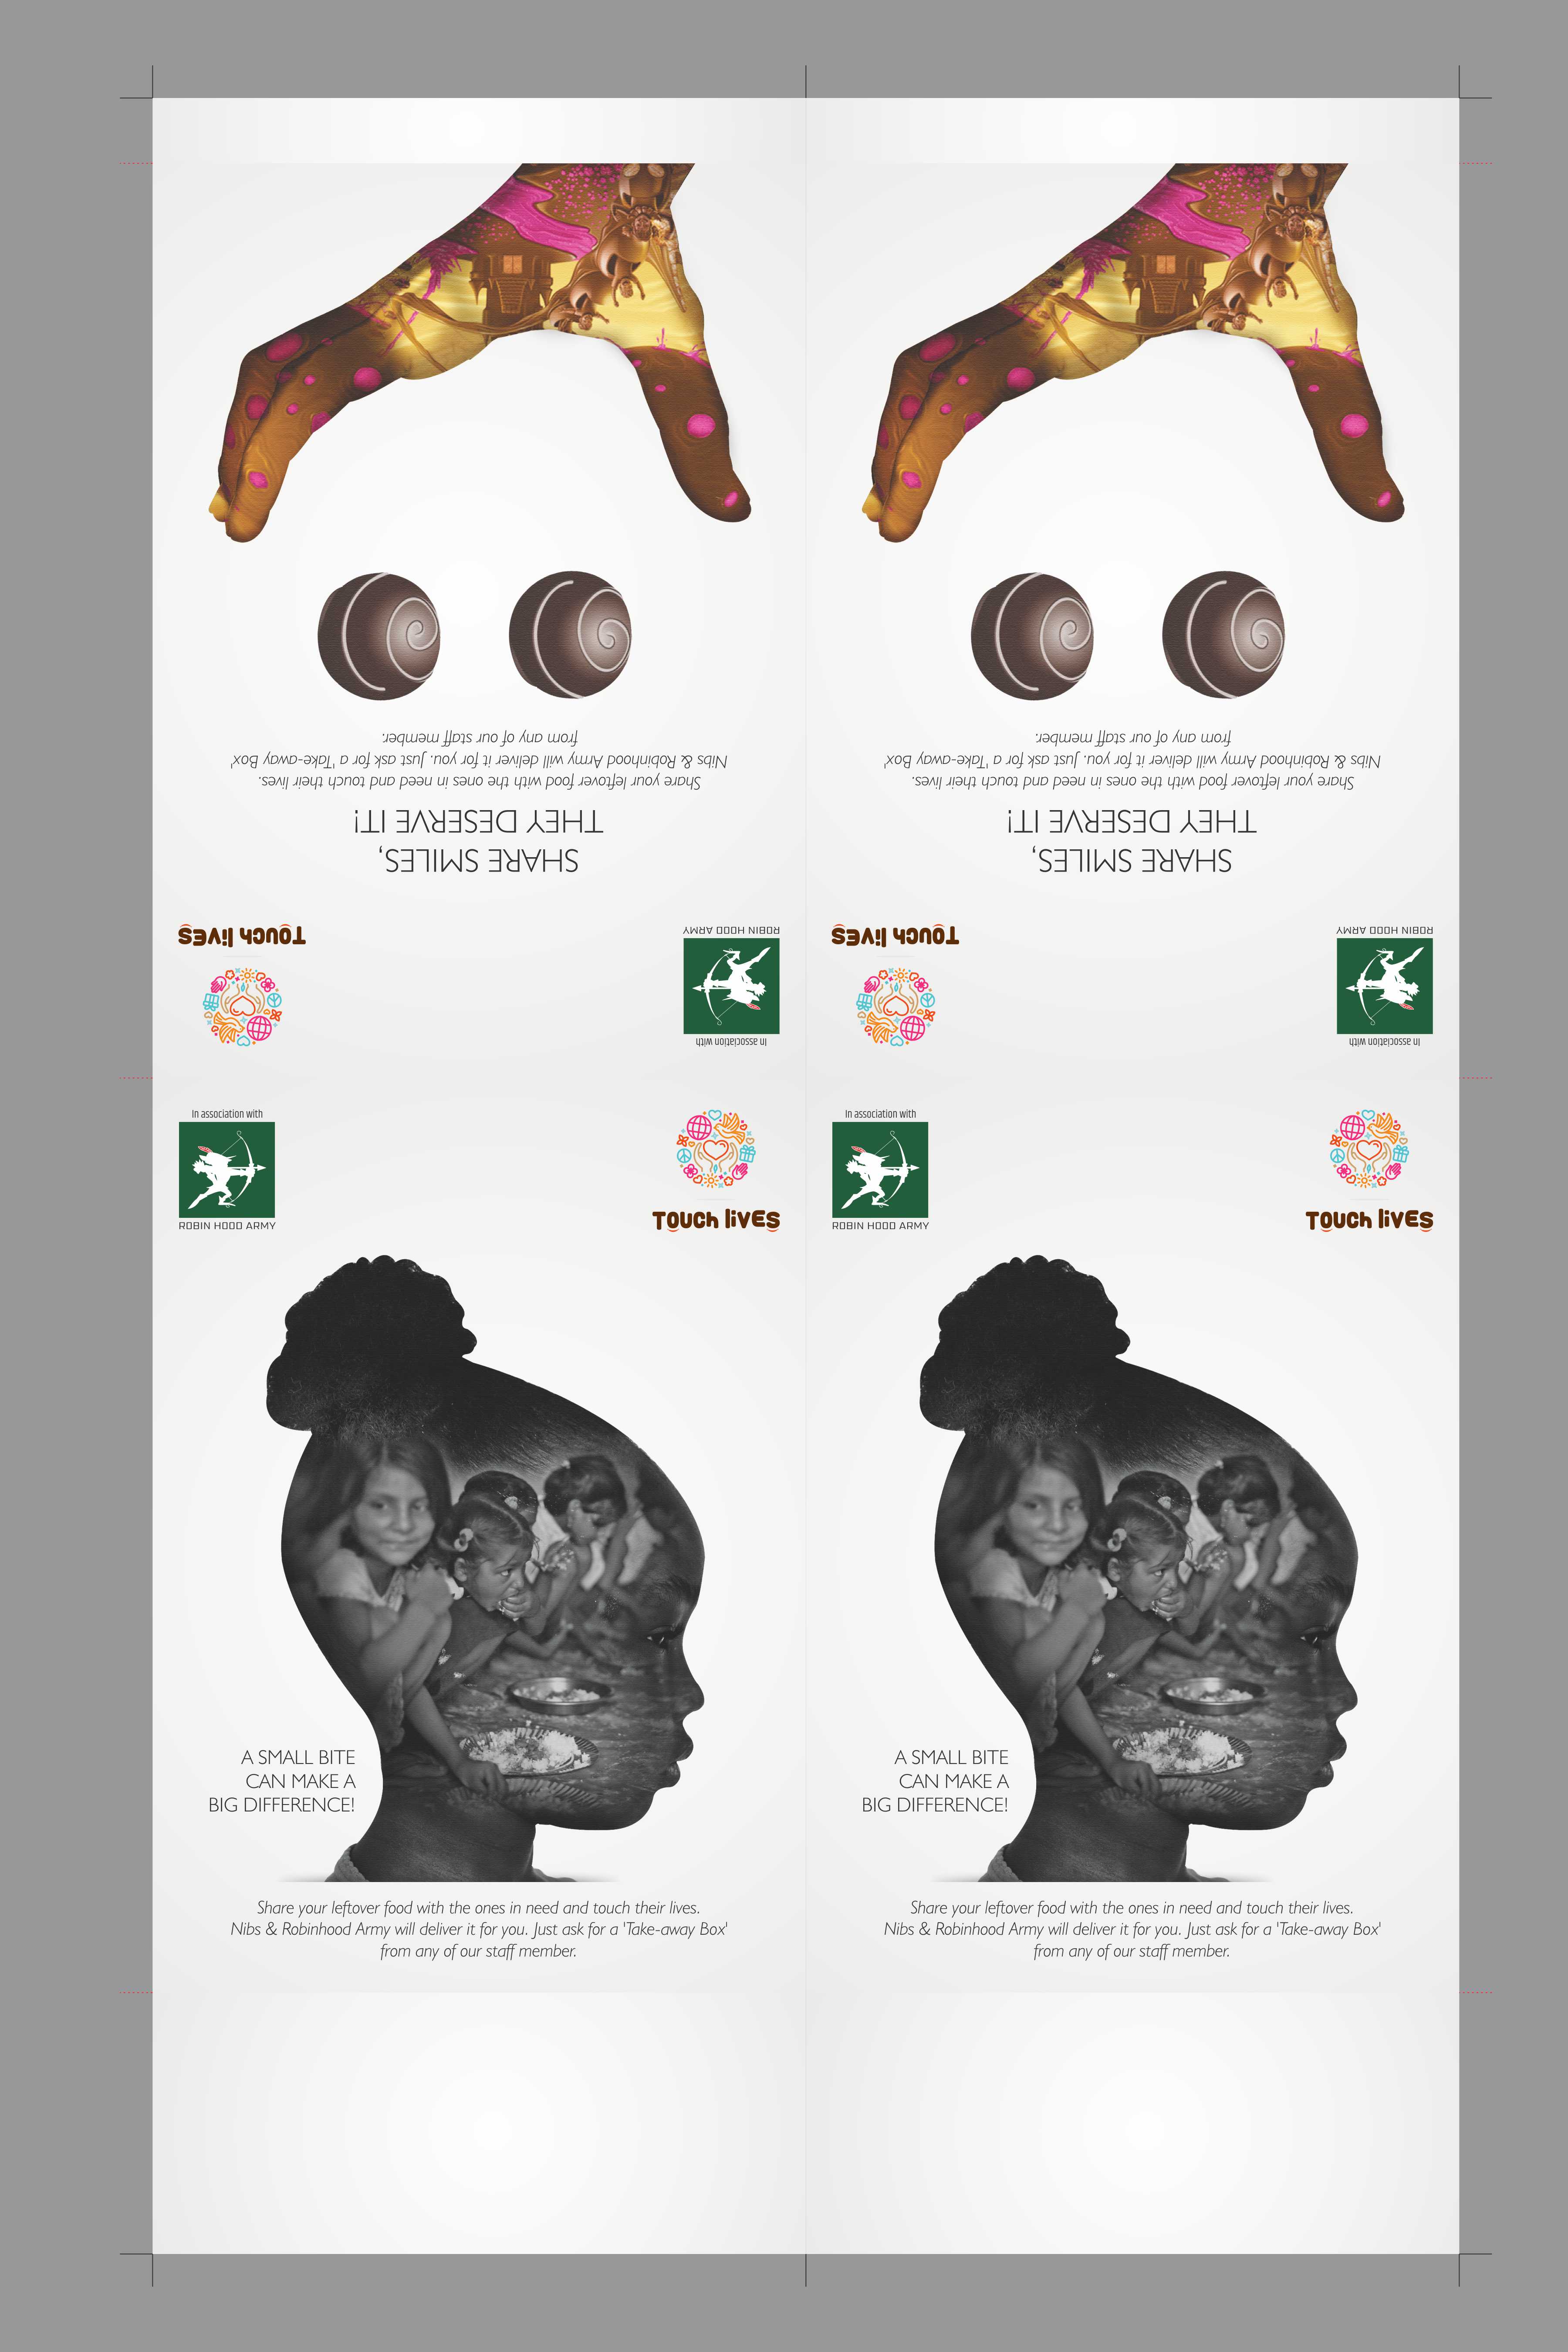 SHARE SMILES,
THEY DESERVE IT!
Share your leftover food with the ones in need and touch their lives.
Nibs & Robinhood Army will deliver it for you. Just ask for a 'Take-away Box'
from any of our staff member.
In association with
ROBIN HOOD ARMY
Touch liVES
SHARE SMILES,
THEY DESERVE IT!
Share your leftover food with the ones in need and touch their lives.
Nibs & Robinhood Army will deliver it for you. Just ask for a 'Take-away Box'
from any of our staff member.
In association with
ROBIN HOOD ARMY
Touch liVES
In association with
ROBIN HOOD ARMY
Touch liVES
A SMALL BITE
CAN MAKE A
BIG DIFFERENCE!
Share your leftover food with the ones in need and touch their lives.
Nibs & Robinhood Army will deliver it for you. Just ask for a 'Take-away Box'
from any of our staff member.
In association with
ROBIN HOOD ARMY
Touch liVES
A SMALL BITE
CAN MAKE A
BIG DIFFERENCE!
Share your leftover food with the ones in need and touch their lives.
Nibs & Robinhood Army will deliver it for you. Just ask for a 'Take-away Box'
from any of our staff member.